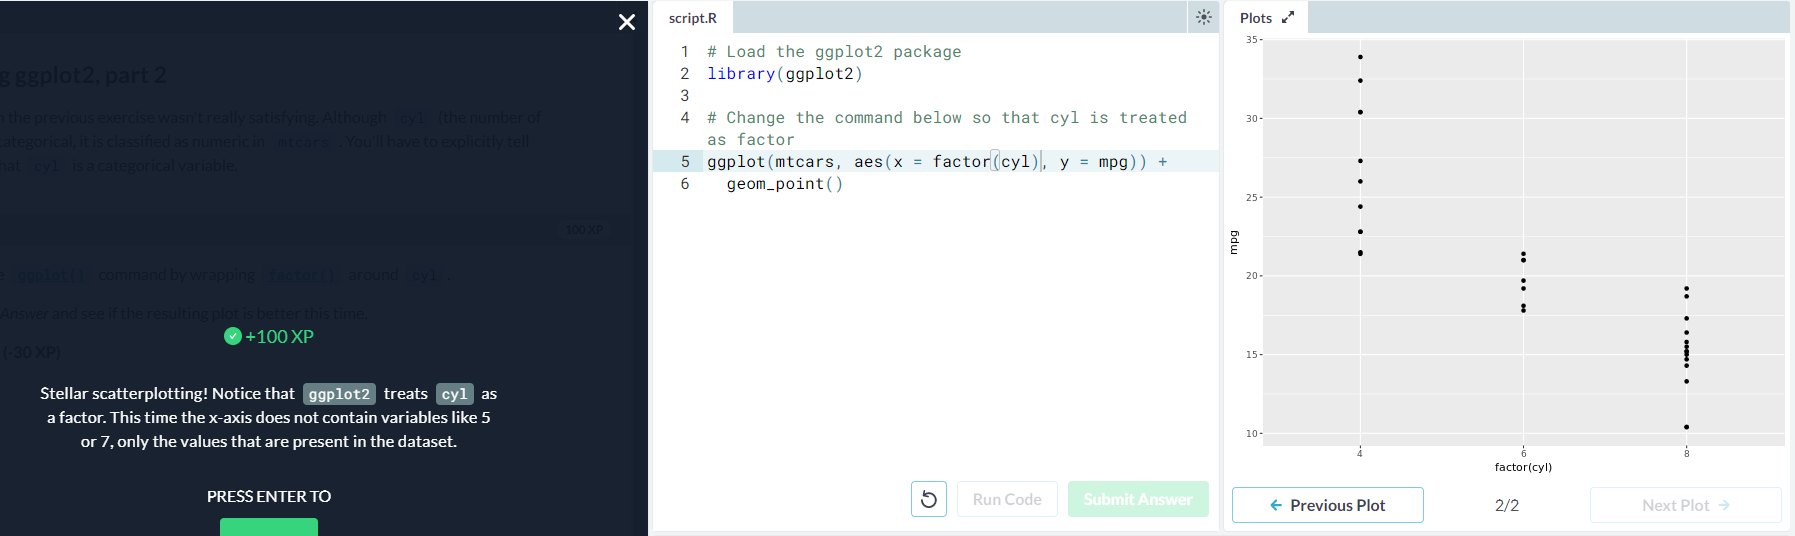 g ggplot2, part 2
n the previous exercise wasn't really satisfying. Although cyl (the number of
categorical, it is classified as numeric in mtcars . You'll have to explicitly tell
hat cyl is a categorical variable.
100 XP
e ggplot() command by wrapping factor() around cyl .
Answer and see if the resulting plot is better this time.
(-30 XP)
+100 XP
Stellar scatterplotting! Notice that ggplot2 treats cyl as
a factor. This time the x-axis does not contain variables like 5
or 7, only the values that are present in the dataset.
PRESS ENTER TO
script.R
1 # Load the ggplot2 package
2 library(ggplot2)
3
4 # Change the command below so that cyl is treated
as factor
5 ggplot(mtcars, aes(x = factor(cyl), y = mpg)) +
6 geom_point()
Run Code
Submit Answer
Plots
35
30
25
20
15
10
mpg
4 6 8
factor(cyl)
Previous Plot
2/2
Next Plot